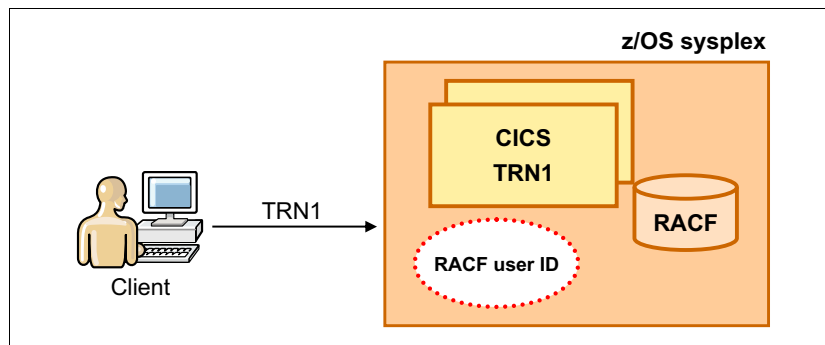 z/OS sysplex
CICS
TRN1
TRN1
RACF
RACF user ID
Client